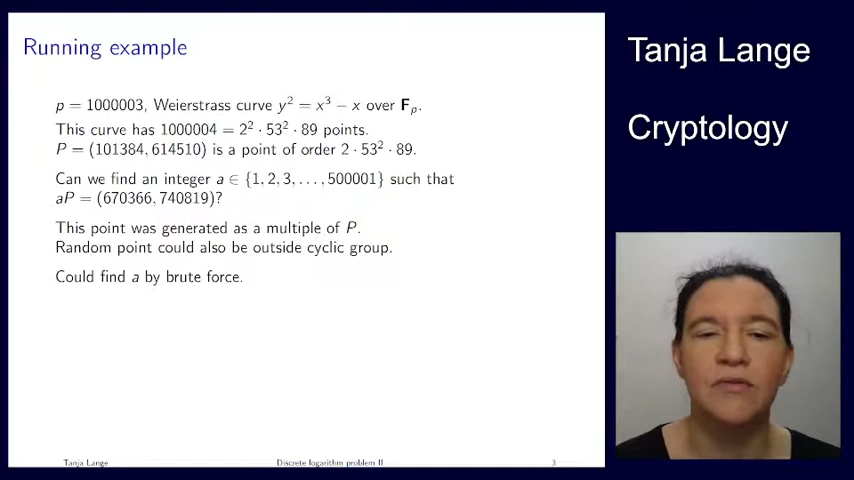 Running example
p = 1000003, Weierstrass curve y² = x³ − x over F_p.
This curve has 1000004 = 2² · 53² · 89 points.
P = (101384, 614510) is a point of order 2 · 53² · 89.
Can we find an integer a ∈ {1, 2, 3, . . . , 500001} such that
aP = (670366, 740819)?
This point was generated as a multiple of P.
Random point could also be outside cyclic group.
Could find a by brute force.
Tanja Lange
Discrete logarithm problem II
3
Tanja Lange
Cryptology